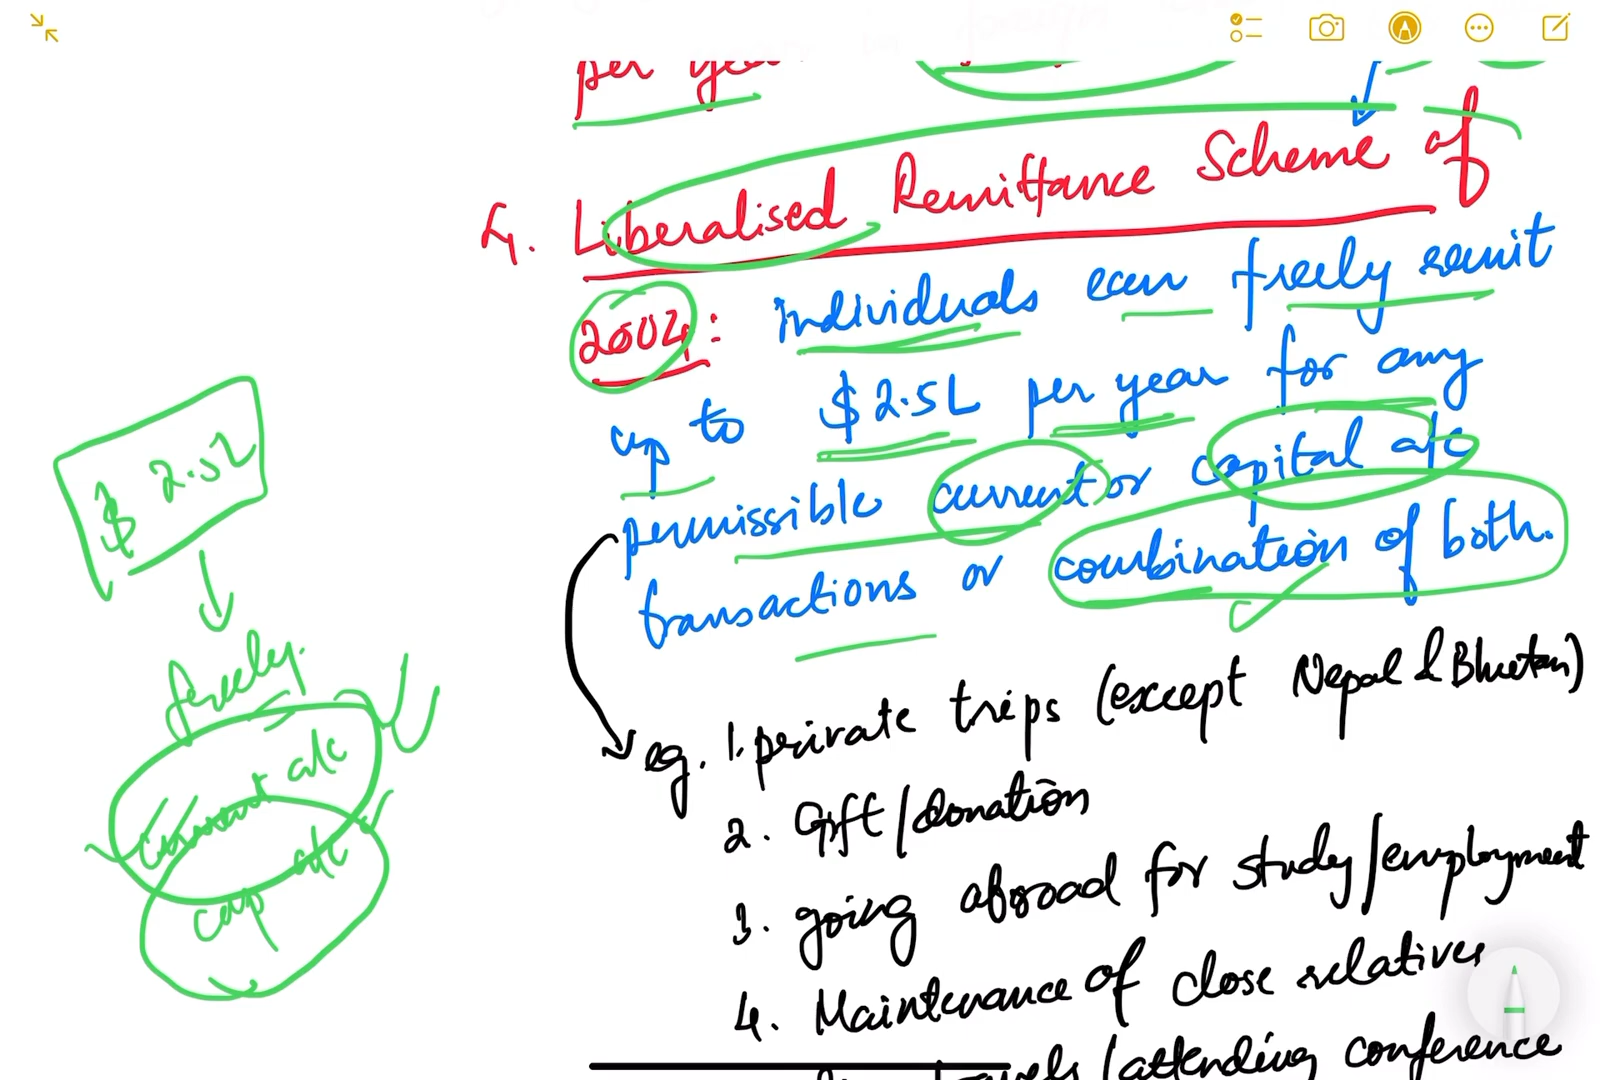 per year
4. Liberalised Remittance Scheme of
2004: individuals can freely remit
up to $2.5L per year for any
permissible current or capital a/c
transactions or combination of both.
eg. 1. private trips (except Nepal & Bhutan)
2. Gift/donation
3. going abroad for study/employment
4. Maintenance of close relatives
/attending conference
$ 2.5L
freely.
current a/c
cap a/c